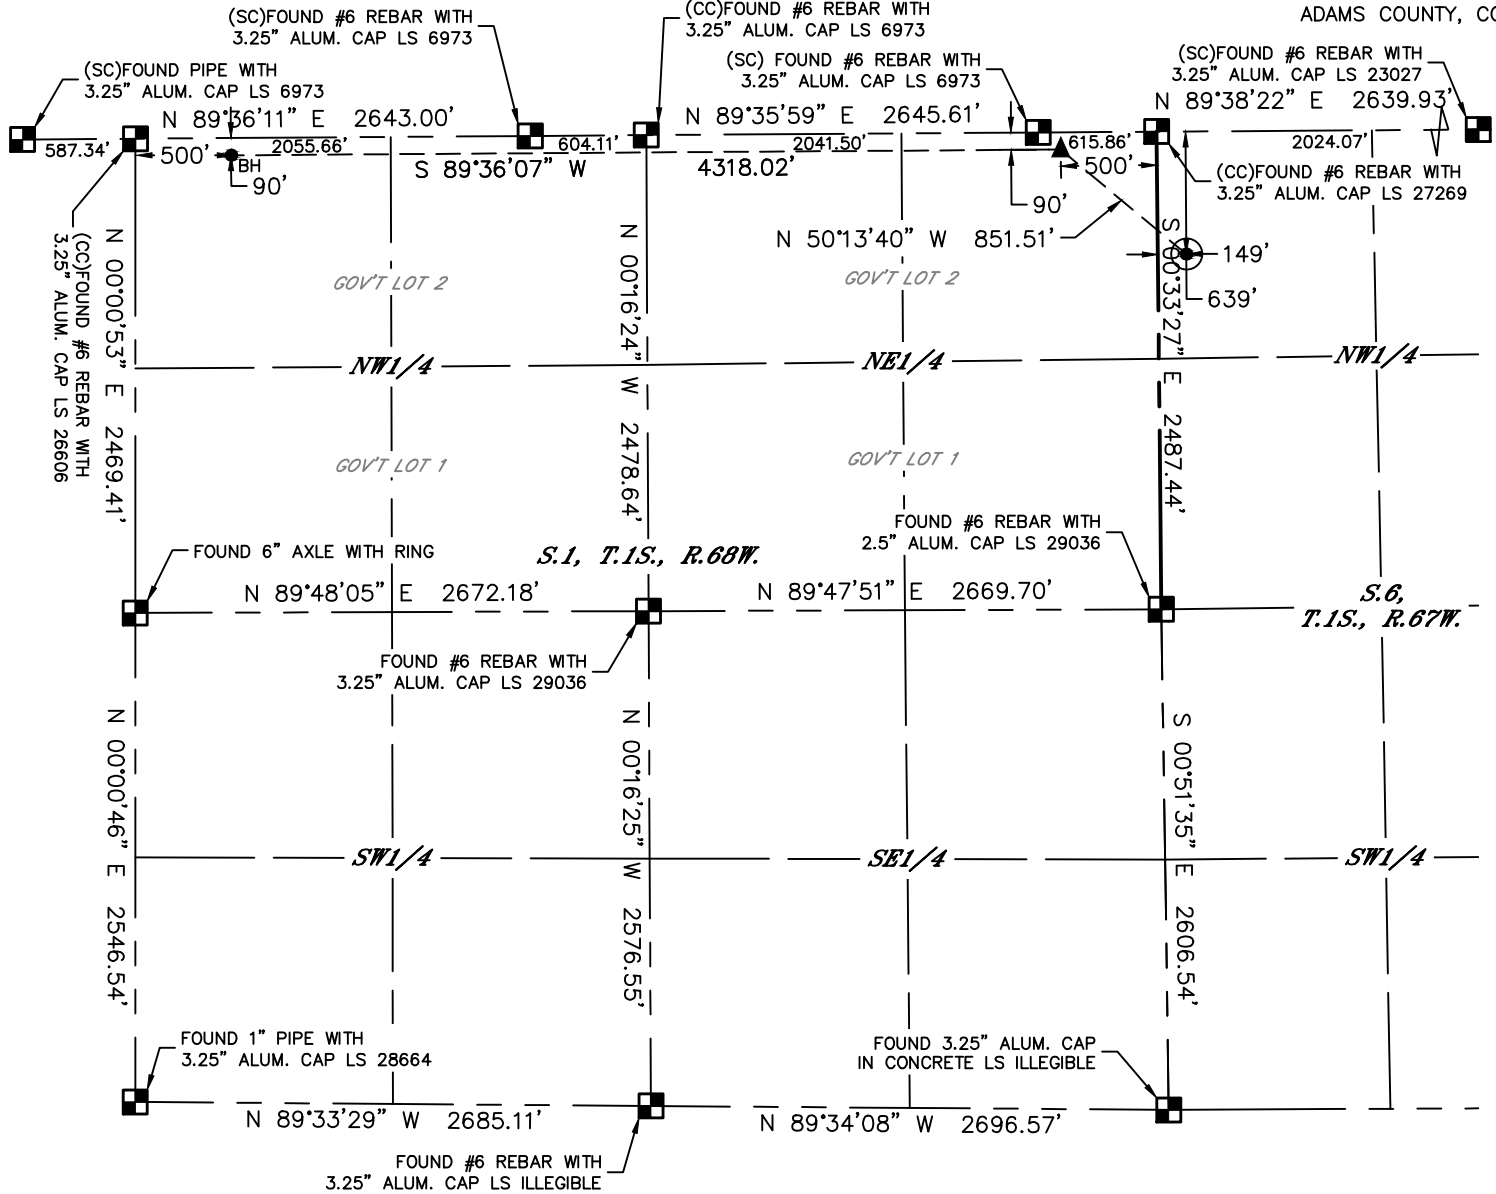 ADAMS COUNTY, CO
(SC)FOUND #6 REBAR WITH
3.25" ALUM. CAP LS 6973
(CC)FOUND #6 REBAR WITH
3.25" ALUM. CAP LS 6973
(SC)FOUND PIPE WITH
3.25" ALUM. CAP LS 6973
(SC) FOUND #6 REBAR WITH
3.25" ALUM. CAP LS 6973
(SC)FOUND #6 REBAR WITH
3.25" ALUM. CAP LS 23027
N 89°36'11" E 2643.00'
N 89°35'59" E 2645.61'
N 89°38'22" E 2639.93'
587.34'
500'
2055.66'
604.11'
2041.50'
615.86'
2024.07'
BH
90'
S 89°36'07" W 4318.02'
500'
90'
(CC)FOUND #6 REBAR WITH
3.25" ALUM. CAP LS 27269
N 50°13'40" W 851.51'
149'
639'
(CC)FOUND #6 REBAR WITH
3.25" ALUM. CAP LS 26606
N 00°00'53" E 2469.41'
N 00°16'24" W 2478.64'
S 00°33'27" E 2487.44'
GOV'T LOT 2
GOV'T LOT 2
NW1/4
NE1/4
NW1/4
GOV'T LOT 1
GOV'T LOT 1
FOUND #6 REBAR WITH
2.5" ALUM. CAP LS 29036
FOUND 6" AXLE WITH RING
S.1, T.1S., R.68W.
N 89°48'05" E 2672.18'
N 89°47'51" E 2669.70'
S.6,
T.1S., R.67W.
FOUND #6 REBAR WITH
3.25" ALUM. CAP LS 29036
N 00°00'46" E 2546.54'
N 00°16'25" W 2576.55'
S 00°51'35" E 2606.54'
SW1/4
SE1/4
SW1/4
FOUND 1" PIPE WITH
3.25" ALUM. CAP LS 28664
FOUND 3.25" ALUM. CAP
IN CONCRETE LS ILLEGIBLE
N 89°33'29" W 2685.11'
N 89°34'08" W 2696.57'
FOUND #6 REBAR WITH
3.25" ALUM. CAP LS ILLEGIBLE